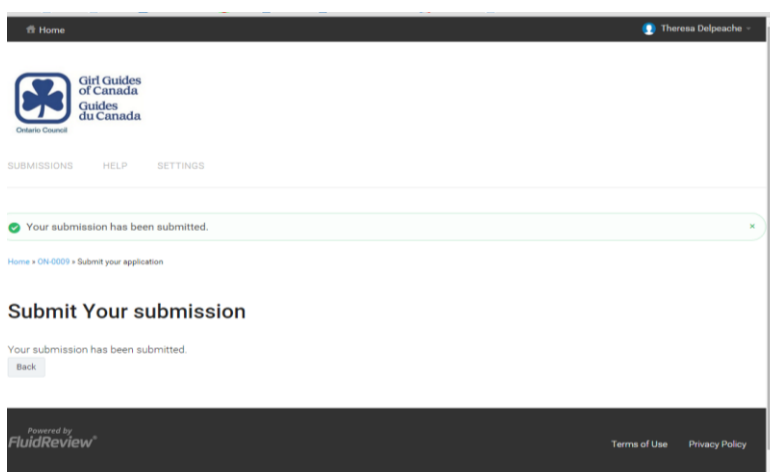 Home
Theresa Delpeache
Girl Guides
of Canada
Guides
du Canada
Ontario Council
SUBMISSIONS HELP SETTINGS
Your submission has been submitted. ×
Home » ON-0009 » Submit your application
Submit Your submission
Your submission has been submitted.
Back
Powered by
FluidReview®
Terms of Use Privacy Policy